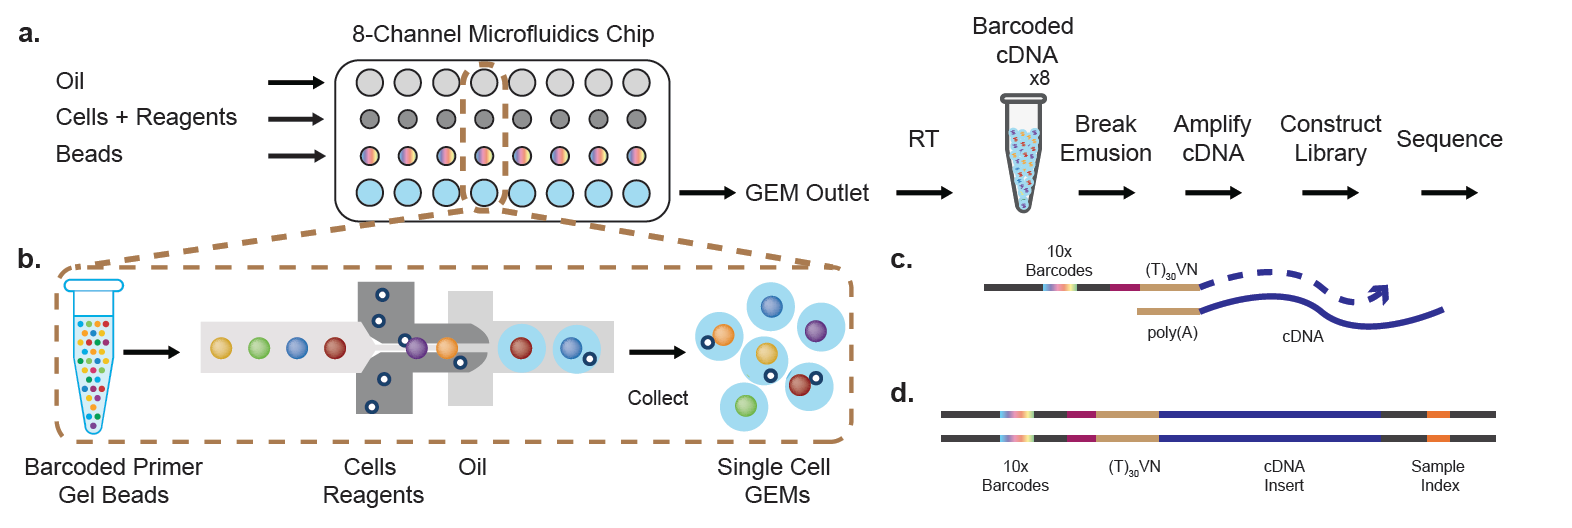 a.
8-Channel Microfluidics Chip
Oil
Cells + Reagents
Beads
GEM Outlet
RT
Barcoded
cDNA
x8
Break
Emusion
Amplify
cDNA
Construct
Library
Sequence
b.
Collect
Barcoded Primer
Gel Beads
Cells
Reagents
Oil
Single Cell
GEMs
c.
10x
Barcodes
(T)30VN
poly(A)
cDNA
d.
10x
Barcodes
(T)30VN
cDNA
Insert
Sample
Index